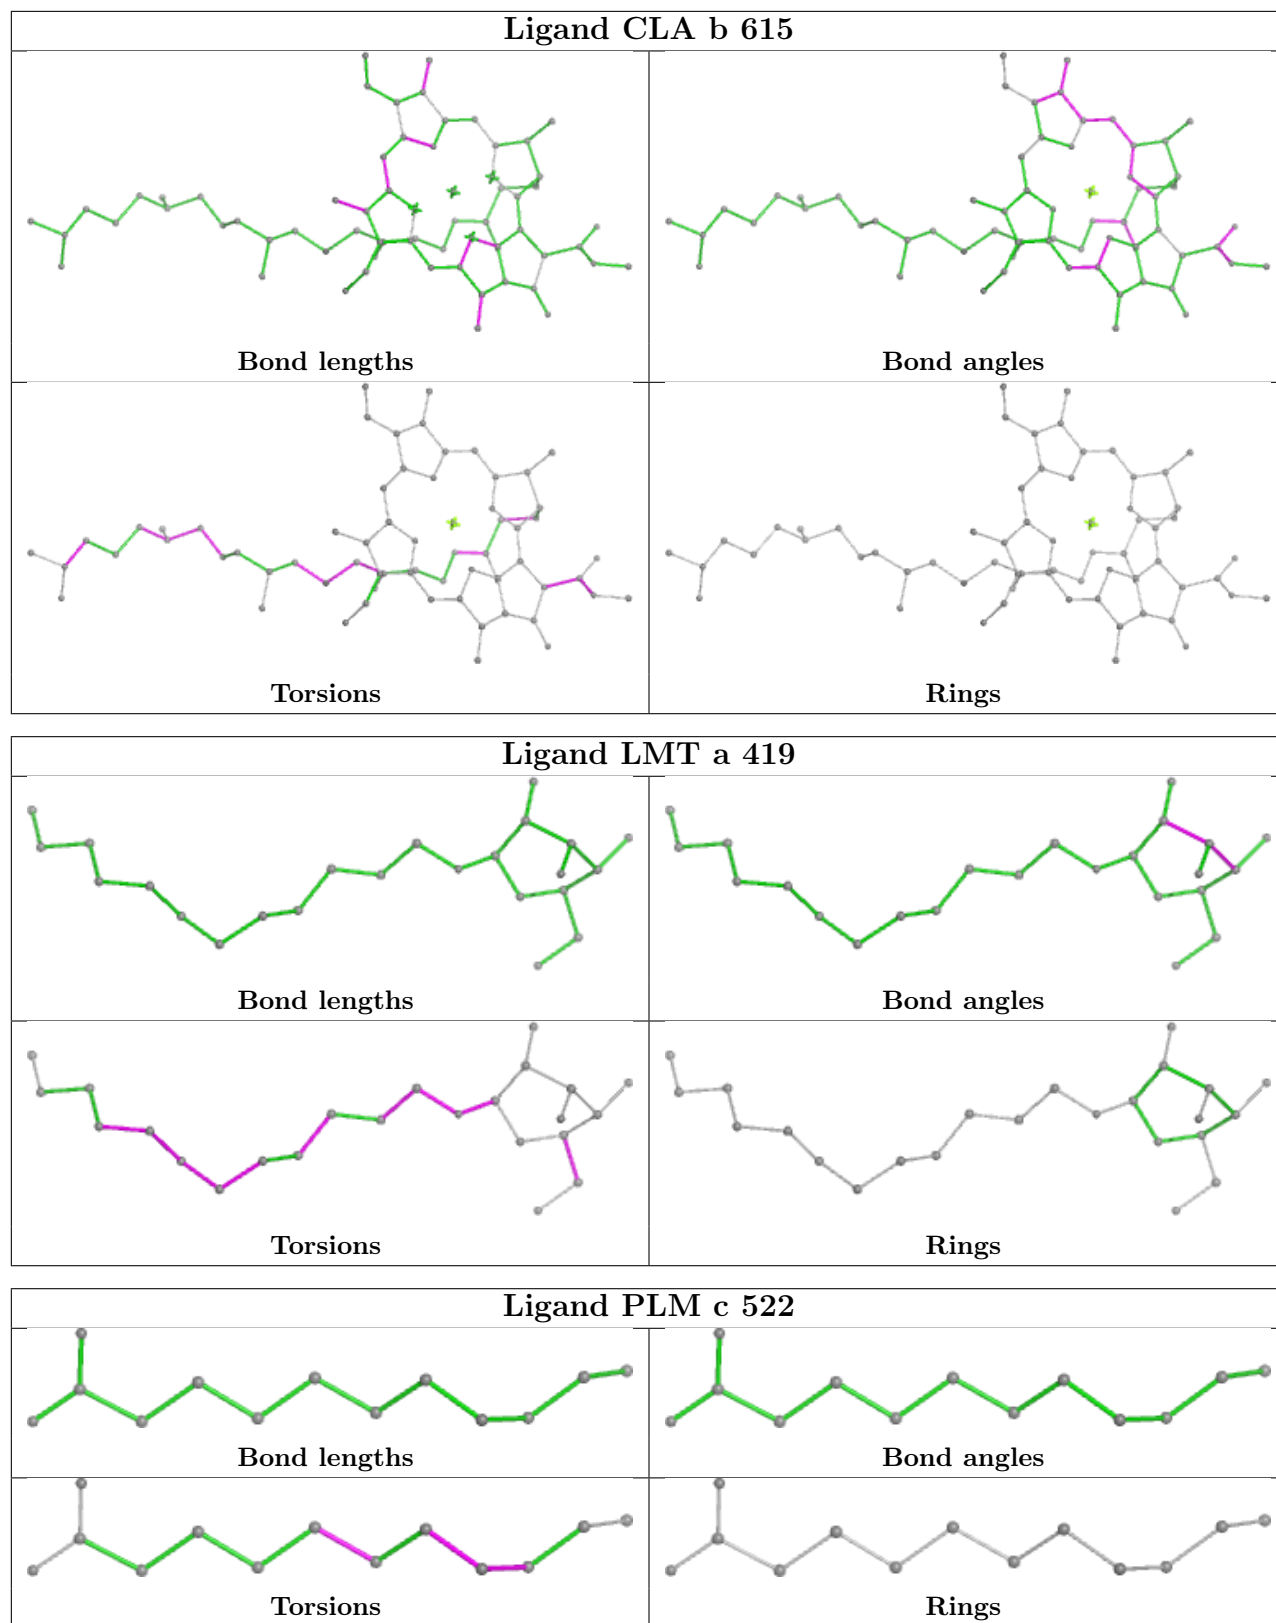 Ligand CLA b 615
Bond lengths
Bond angles
Torsions
Rings
Ligand LMT a 419
Bond lengths
Bond angles
Torsions
Rings
Ligand PLM c 522
Bond lengths
Bond angles
Torsions
Rings